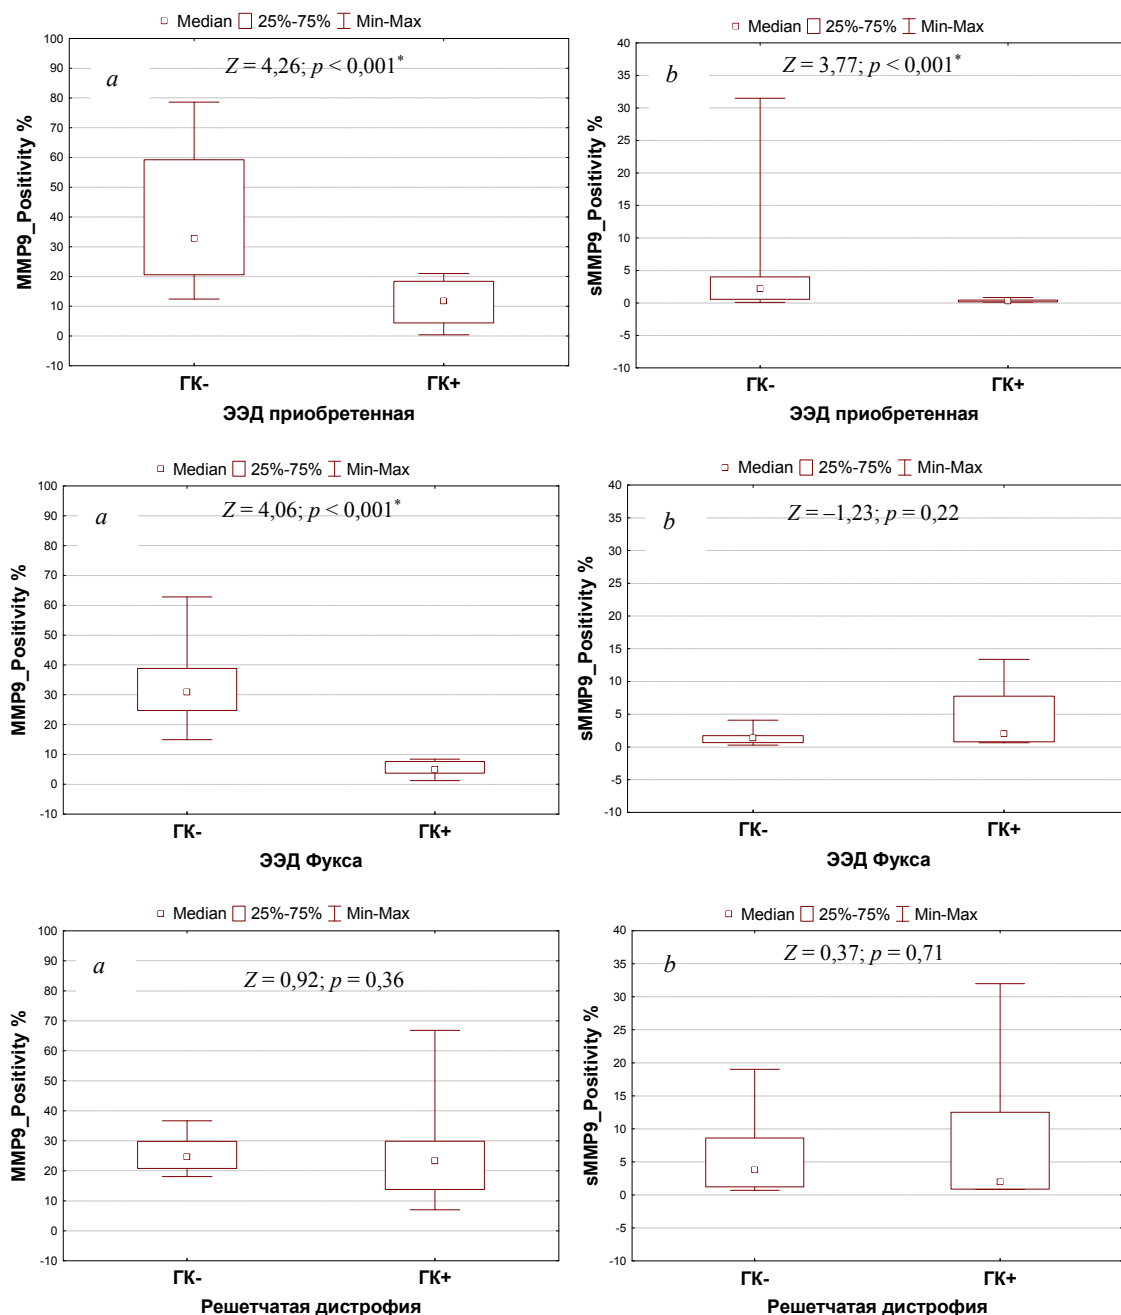 Median 25%-75% Min-Max
100
90
80
70
60
50
40
30
20
10
0
-10
MMP9_Positivity %
a
Z = 4,26; p < 0,001*
ГК- ГК+
ЭЭД приобретенная
Median 25%-75% Min-Max
40
35
30
25
20
15
10
5
0
-5
-10
sMMP9_Positivity %
b
Z = 3,77; p < 0,001*
ГК- ГК+
ЭЭД приобретенная
Median 25%-75% Min-Max
100
90
80
70
60
50
40
30
20
10
0
-10
MMP9_Positivity %
a
Z = 4,06; p < 0,001*
ГК- ГК+
ЭЭД Фукса
Median 25%-75% Min-Max
40
35
30
25
20
15
10
5
0
-5
-10
sMMP9_Positivity %
b
Z = –1,23; p = 0,22
ГК- ГК+
ЭЭД Фукса
Median 25%-75% Min-Max
100
90
80
70
60
50
40
30
20
10
0
-10
MMP9_Positivity %
a
Z = 0,92; p = 0,36
ГК- ГК+
Решетчатая дистрофия
Median 25%-75% Min-Max
40
35
30
25
20
15
10
5
0
-5
-10
sMMP9_Positivity %
b
Z = 0,37; p = 0,71
ГК- ГК+
Решетчатая дистрофия